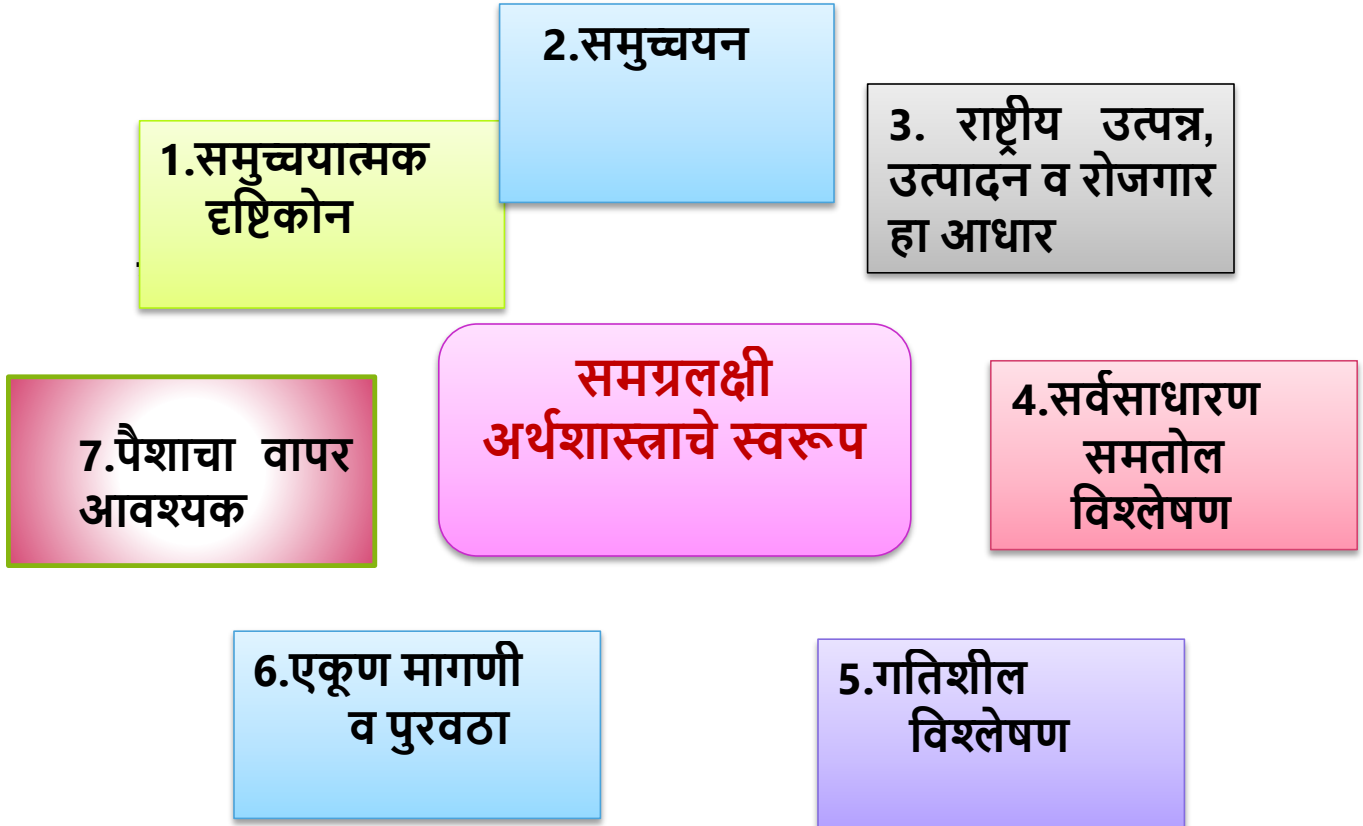 1.समुच्चयात्मक
दृष्टिकोन
2.समुच्चयन
3. राष्ट्रीय उत्पन्न,
उत्पादन व रोजगार
हा आधार
समग्रलक्षी
अर्थशास्त्राचे स्वरूप
4.सर्वसाधारण
समतोल
विश्लेषण
5.गतिशील
विश्लेषण
6.एकूण मागणी
व पुरवठा
7.पैशाचा वापर
आवश्यक